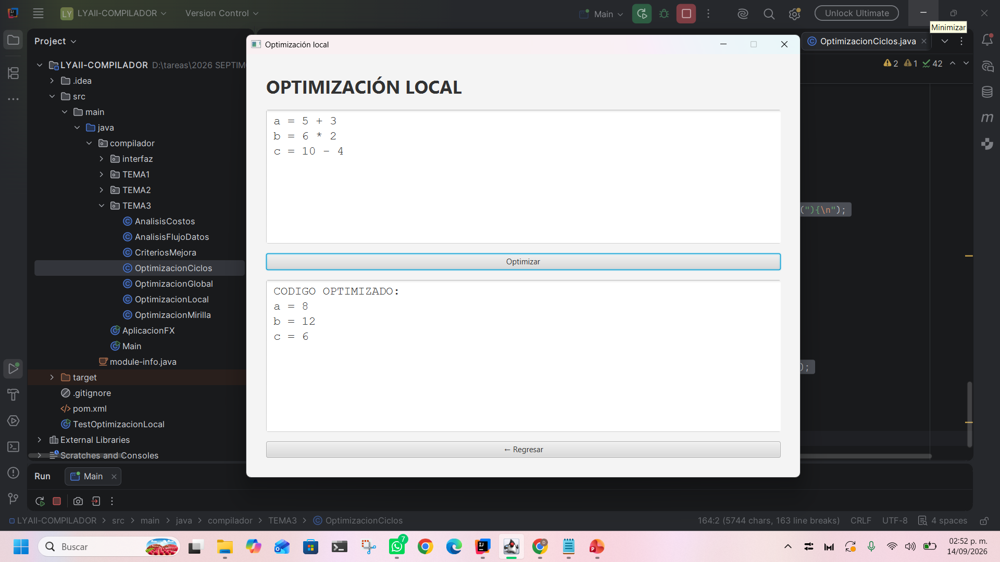 LY LYAII-COMPILADOR Version Control Main Unlock Ultimate
Minimizar
Project
OptimizacionCiclos.java
2 1 42
LYAII-COMPILADOR D:\tareas\2026 SEPTIM
.idea
src
main
java
compilador
interfaz
TEMA1
TEMA2
TEMA3
AnalisisCostos
AnalisisFlujoDatos
CriteriosMejora
OptimizacionCiclos
OptimizacionGlobal
OptimizacionLocal
OptimizacionMirilla
AplicacionFX
Main
module-info.java
target
.gitignore
pom.xml
TestOptimizacionLocal
External Libraries
Scratches and Consoles
Optimización local
OPTIMIZACIÓN LOCAL
a = 5 + 3
b = 6 * 2
c = 10 - 4
Optimizar
CODIGO OPTIMIZADO:
a = 8
b = 12
c = 6
← Regresar
("){\n");
);
Run Main
LYAII-COMPILADOR > src > main > java > compilador > TEMA3 > OptimizacionCiclos
164:2 (5744 chars, 163 line breaks) CRLF UTF-8 4 spaces
Buscar
7
D
02:52 p. m.
14/09/2026